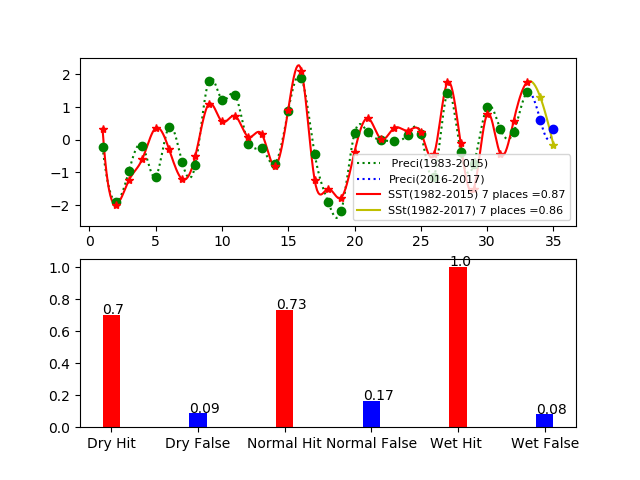 2
1
0
−1
−2
Preci(1983-2015)
Preci(2016-2017)
SST(1982-2015) 7 places =0.87
SSt(1982-2017) 7 places =0.86
0 5 10 15 20 25 30 35
1.0
0.8
0.6
0.4
0.2
0.0
0.7
0.09
0.73
0.17
1.0
0.08
Dry Hit Dry False Normal Hit Normal False Wet Hit Wet False